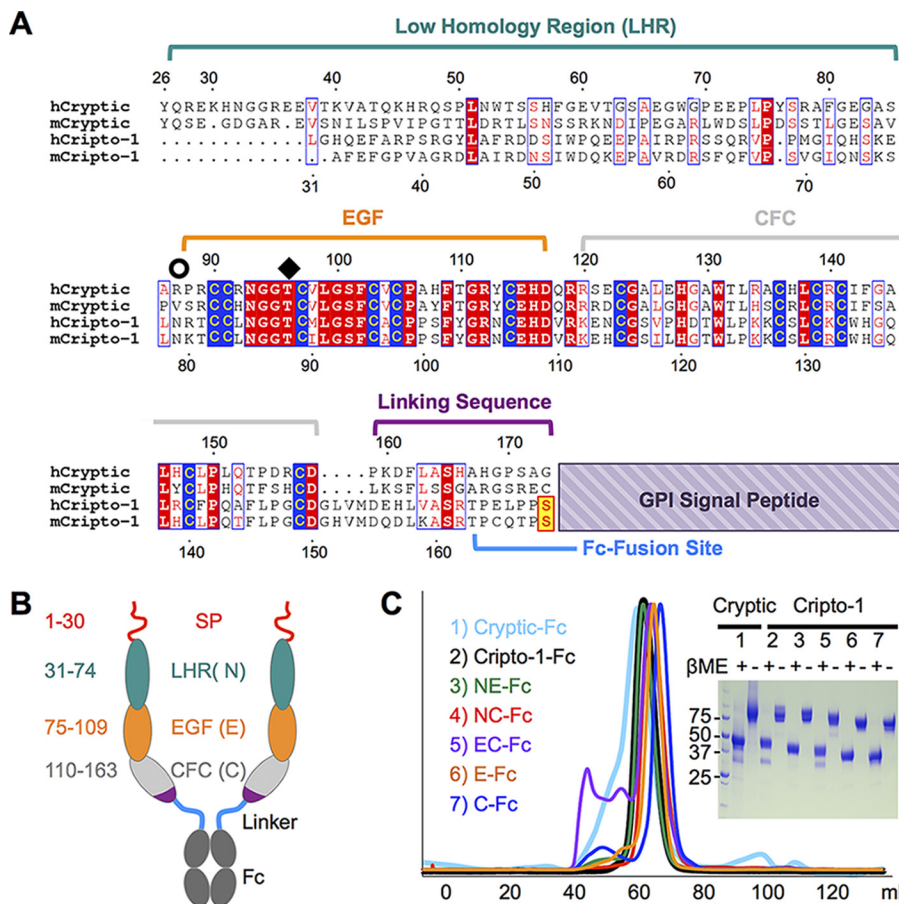 A
Low Homology Region (LHR)
26 30 40 50 60 70 80
hCryptic YQREKHNGGREEVTKVATQKHRQSPLNWTSSHFGEVTGSAEGWGPEEPLPYSRAFGEGAS
mCryptic YQSE.GDGAR.EVSNILSPVIPGTTLDRTLSNSSRKNDIPEGARLWDSLPDSSTLGESAV
hCripto-1 ............LGHQEFARPSRGYLAFRDDSIWPQEEPAIRPRSSQRVP.PMGIQHSKE
mCripto-1 .............AFEFGPVAGRDLAIRDNSIWDQKEPAVRDRSFQFVP.SVGIQNSKS
31 40 50 60 70
EGF CFC
90 100 110 120 130 140
hCryptic ARPRCCRNGGTCVLGSFCVCPAHFTGRYCEHDQRRSECGALEHGAWTLRACHLCRCIFGA
mCryptic PVSRCCHNGGTCVLGSFCVCPAYFTGRYCEHDQRRSECGALEHGAWTLHACRLCRCIFSA
hCripto-1 LNRTCCLNGGTCMLGSFCACPPSFYGRNCEHDVRKENCGSVPHDTWLPKKCSLCKCWHGQ
mCripto-1 LNKTCCLNGGTCILGSFCACPPSFYGRNCEHDVRKEHCGSILHGTWLPKKCSLCRCWHGQ
80 90 100 110 120 130
Linking Sequence
150 160 170
hCryptic LHCLPLQTPDRCD....PKDFLASHAHGPSAG
mCryptic LYCLPHQTFSHCD....LKSFLSSGARGSREC
hCripto-1 LRCFPQAFLPGCDGLVMDEHLVASRTPELPPS
mCripto-1 LHCLPQTFLPGCDGHVMDQDLKASRTPCQTPS
GPI Signal Peptide
140 150 160
Fc-Fusion Site
B
1-30 SP
31-74 LHR( N)
75-109 EGF (E)
110-163 CFC (C)
Linker
Fc
C
1) Cryptic-Fc
2) Cripto-1-Fc
3) NE-Fc
4) NC-Fc
5) EC-Fc
6) E-Fc
7) C-Fc
Cryptic Cripto-1
1 2 3 5 6 7
βME + - + - + - + - + - + -
75
50
37
25
0 20 40 60 80 100 120 ml